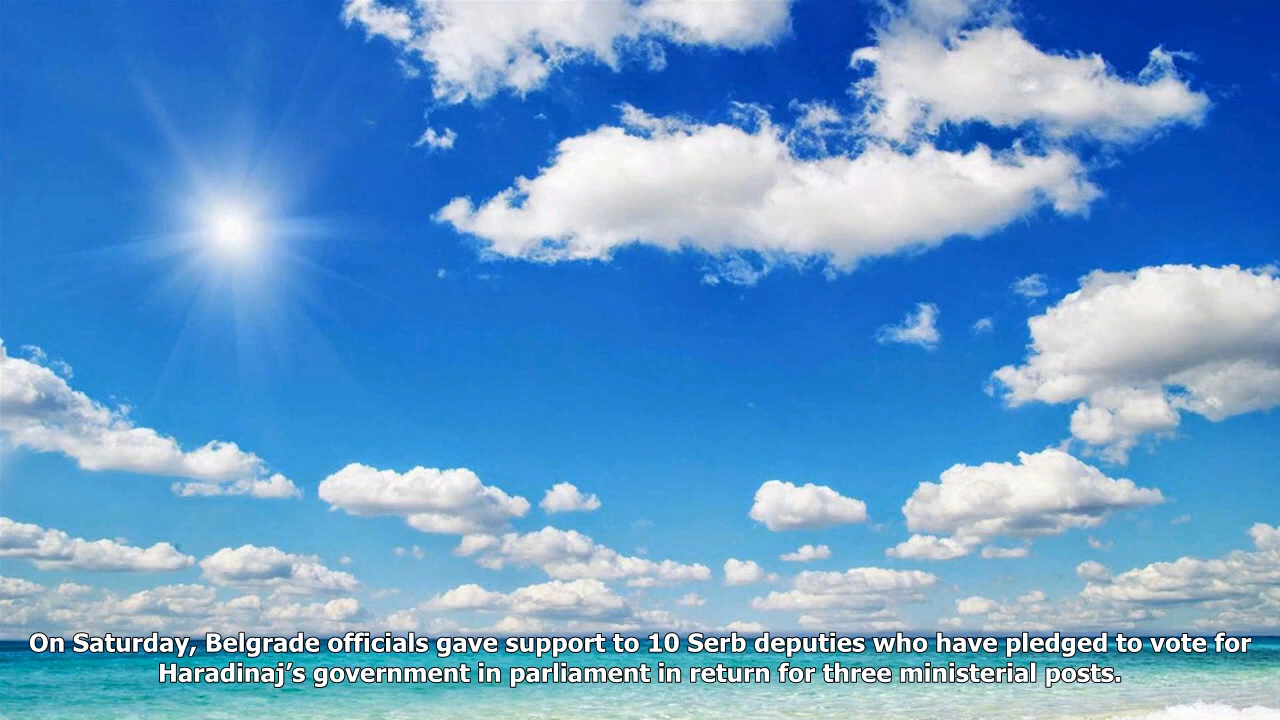 On Saturday, Belgrade officials gave support to 10 Serb deputies who have pledged to vote for
Haradinaj’s government in parliament in return for three ministerial posts.